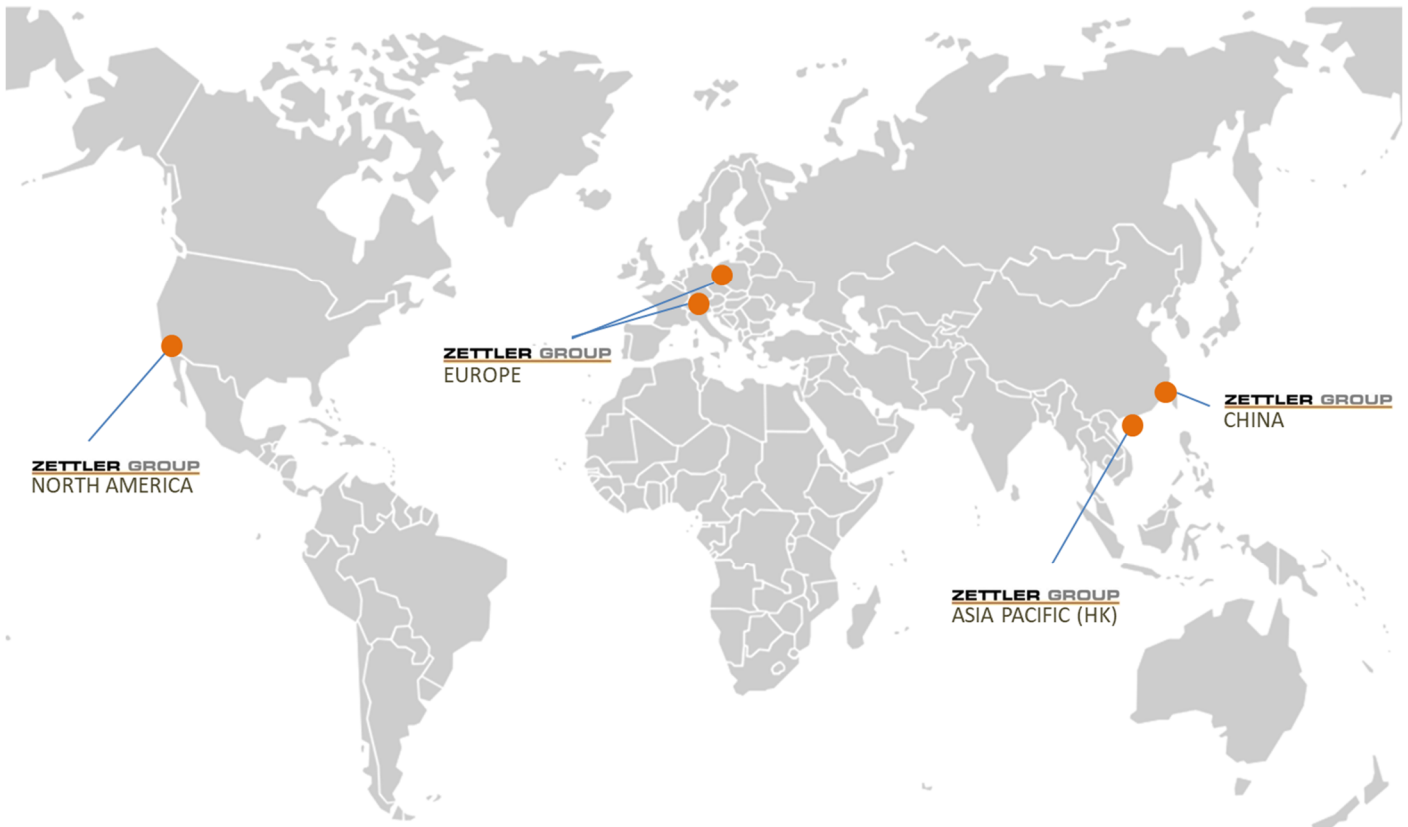 ZETTLER GROUP
EUROPE
ZETTLER GROUP
CHINA
ZETTLER GROUP
NORTH AMERICA
ZETTLER GROUP
ASIA PACIFIC (HK)